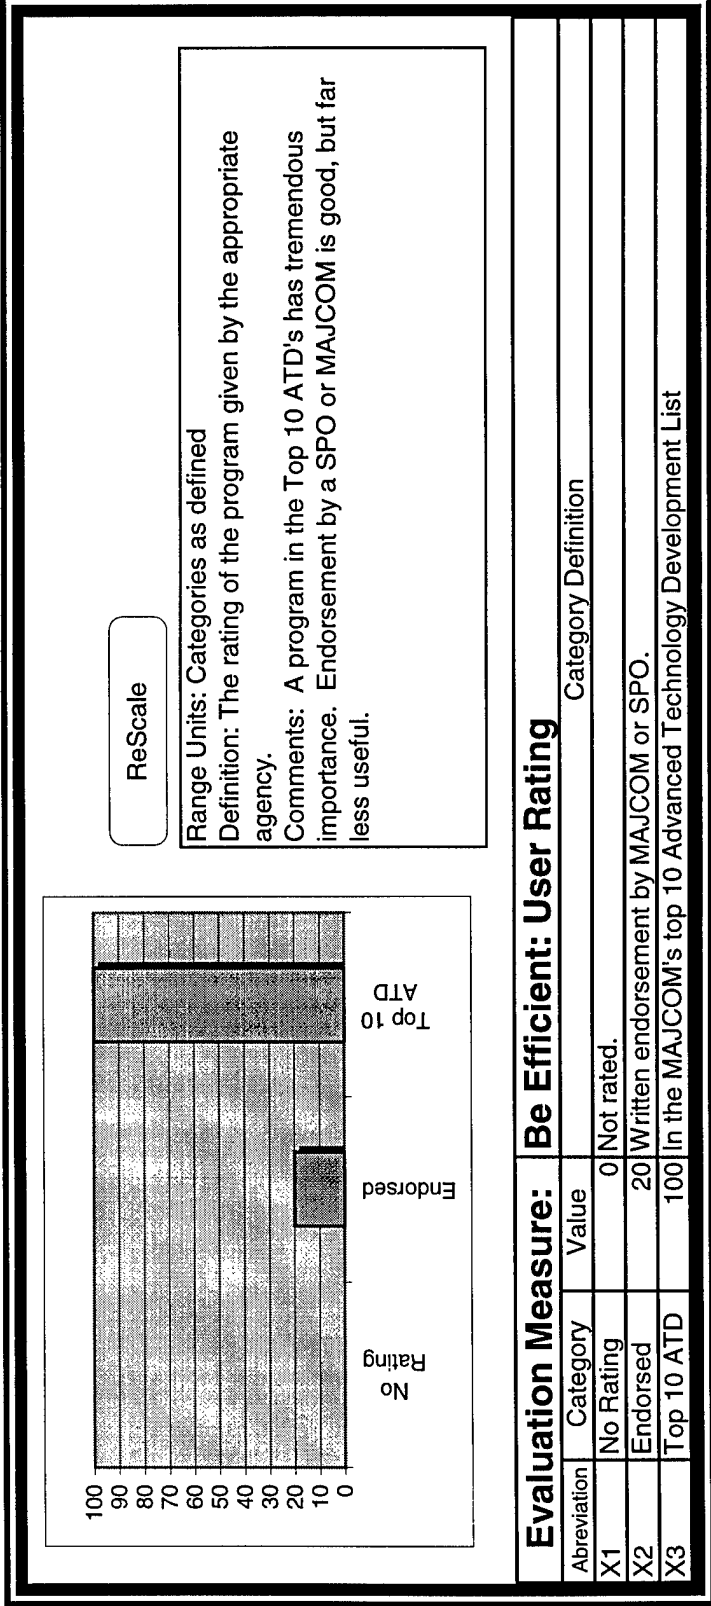 100
90
80
70
60
50
40
30
20
10
0
No
Rating
Endorsed
Top 10
ATD
ReScale
Range Units: Categories as defined
Definition: The rating of the program given by the appropriate
agency.
Comments: A program in the Top 10 ATD's has tremendous
importance. Endorsement by a SPO or MAJCOM is good, but far
less useful.
Evaluation Measure: Be Efficient: User Rating
Abreviation Category Value Category Definition
X1 No Rating 0 Not rated.
X2 Endorsed 20 Written endorsement by MAJCOM or SPO.
X3 Top 10 ATD 100 In the MAJCOM's top 10 Advanced Technology Development List